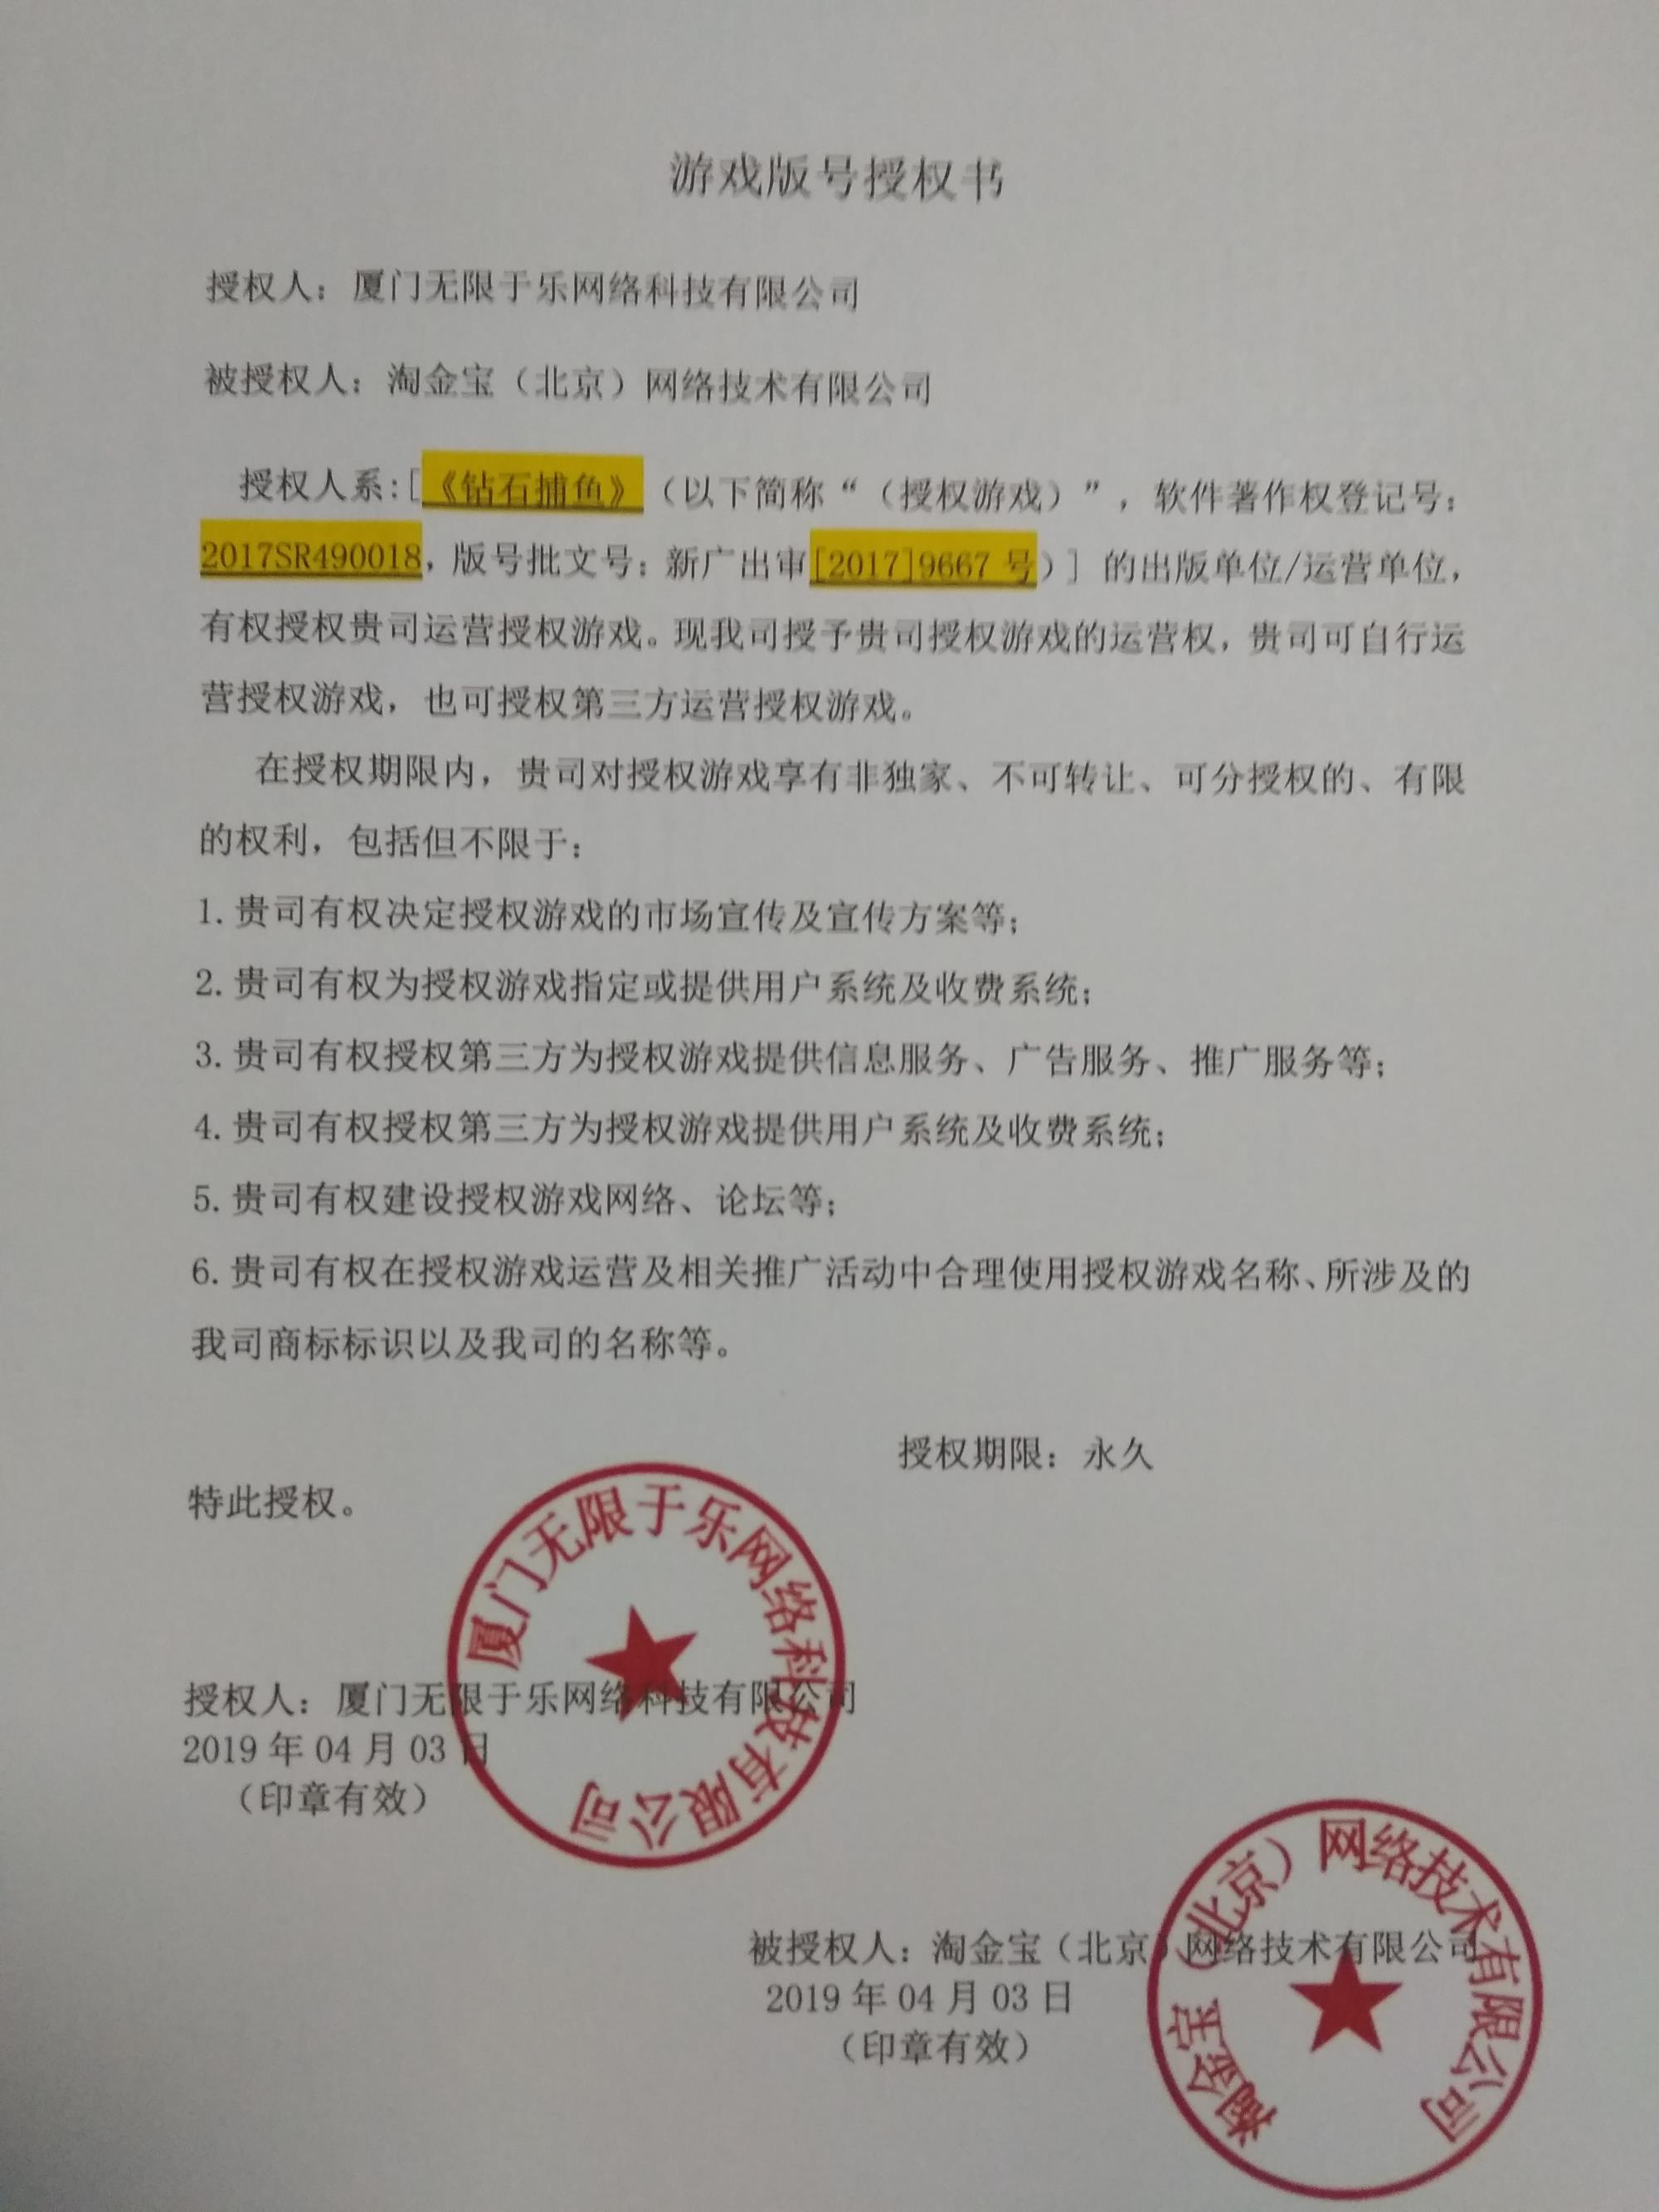 游戏版号授权书
授权人：厦门无限于乐网络科技有限公司
被授权人：淘金宝（北京）网络技术有限公司
授权人系:[《钻石捕鱼》（以下简称“（授权游戏）”，软件著作权登记号：
2017SR490018，版号批文号：新广出审[2017]9667 号)] 的出版单位/运营单位，
有权授权贵司运营授权游戏。现我司授予贵司授权游戏的运营权，贵司可自行运
营授权游戏，也可授权第三方运营授权游戏。
在授权期限内，贵司对授权游戏享有非独家、不可转让、可分授权的、有限
的权利，包括但不限于：
1. 贵司有权决定授权游戏的市场宣传及宣传方案等；
2. 贵司有权为授权游戏指定或提供用户系统及收费系统；
3. 贵司有权授权第三方为授权游戏提供信息服务、广告服务、推广服务等；
4. 贵司有权授权第三方为授权游戏提供用户系统及收费系统；
5. 贵司有权建设授权游戏网络、论坛等；
6. 贵司有权在授权游戏运营及相关推广活动中合理使用授权游戏名称、所涉及的
我司商标标识以及我司的名称等。
授权期限：永久
特此授权。
厦门无限于乐网络科技有限公司
授权人：厦门无限于乐网络科技有限公司
2019 年 04 月 03 日
（印章有效）
淘金宝（北京）网络技术有限公司
被授权人：淘金宝（北京）网络技术有限公司
2019 年 04 月 03 日
（印章有效）